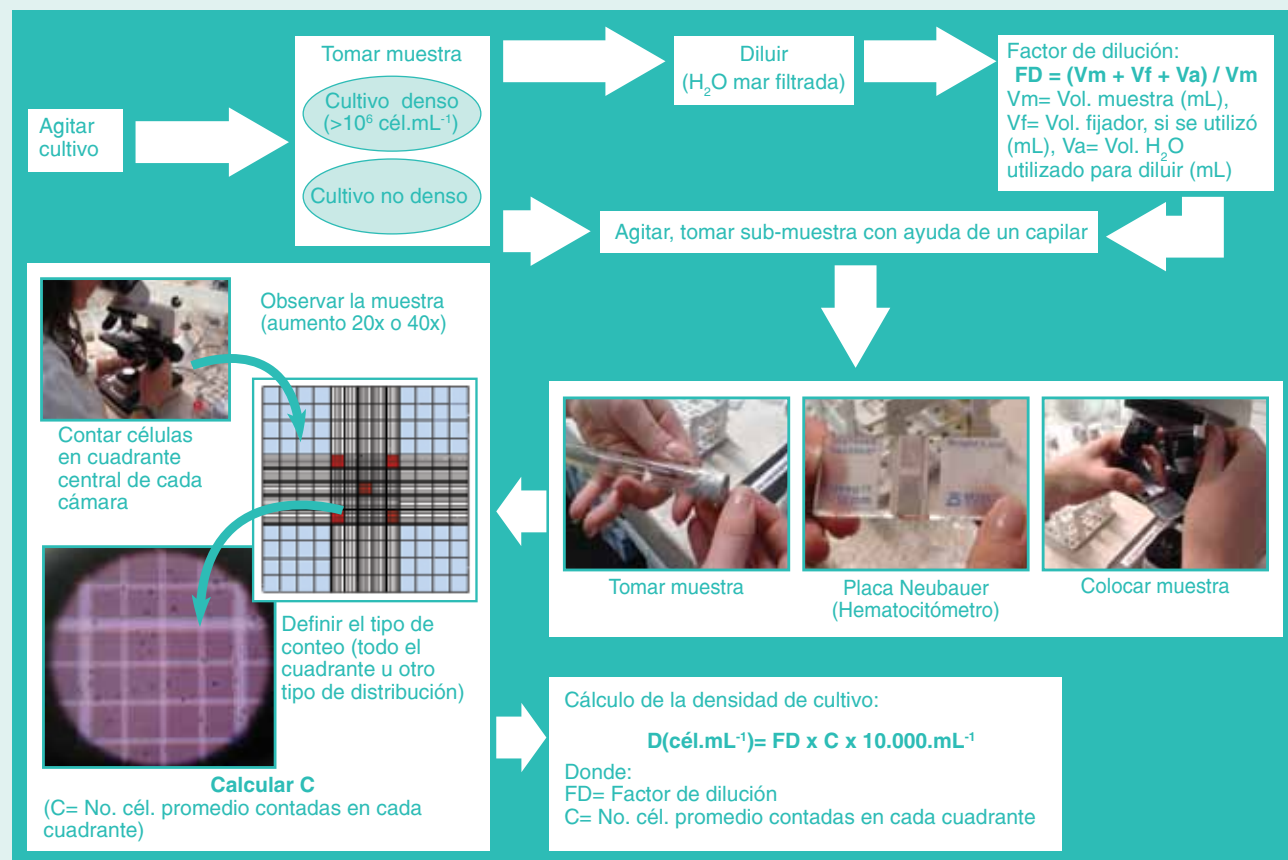 Agitar
cultivo
Tomar muestra
Cultivo denso
(>10⁶ cél.mL⁻¹)
Cultivo no denso
Diluir
(H₂O mar filtrada)
Factor de dilución:
FD = (Vm + Vf + Va) / Vm
Vm= Vol. muestra (mL),
Vf= Vol. fijador, si se utilizó
(mL), Va= Vol. H₂O
utilizado para diluir (mL)
Agitar, tomar sub-muestra con ayuda de un capilar
Tomar muestra
Placa Neubauer
(Hematocitómetro)
Colocar muestra
Observar la muestra
(aumento 20x o 40x)
Contar células
en cuadrante
central de cada
cámara
Definir el tipo de
conteo (todo el
cuadrante u otro
tipo de distribución)
Calcular C
(C= No. cél. promedio contadas en cada
cuadrante)
Cálculo de la densidad de cultivo:
D(cél.mL⁻¹)= FD x C x 10.000.mL⁻¹
Donde:
FD= Factor de dilución
C= No. cél. promedio contadas en cada cuadrante